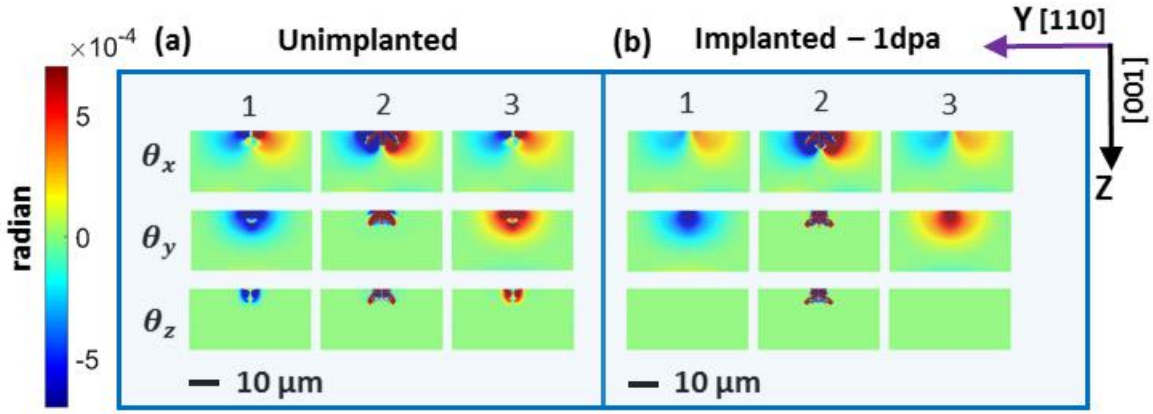 ×10⁻⁴ (a) Unimplanted (b) Implanted – 1dpa Y [110]
[001]
Z
radian
5
0
-5
1 2 3 1 2 3
θx
θy
θz
10 μm 10 μm